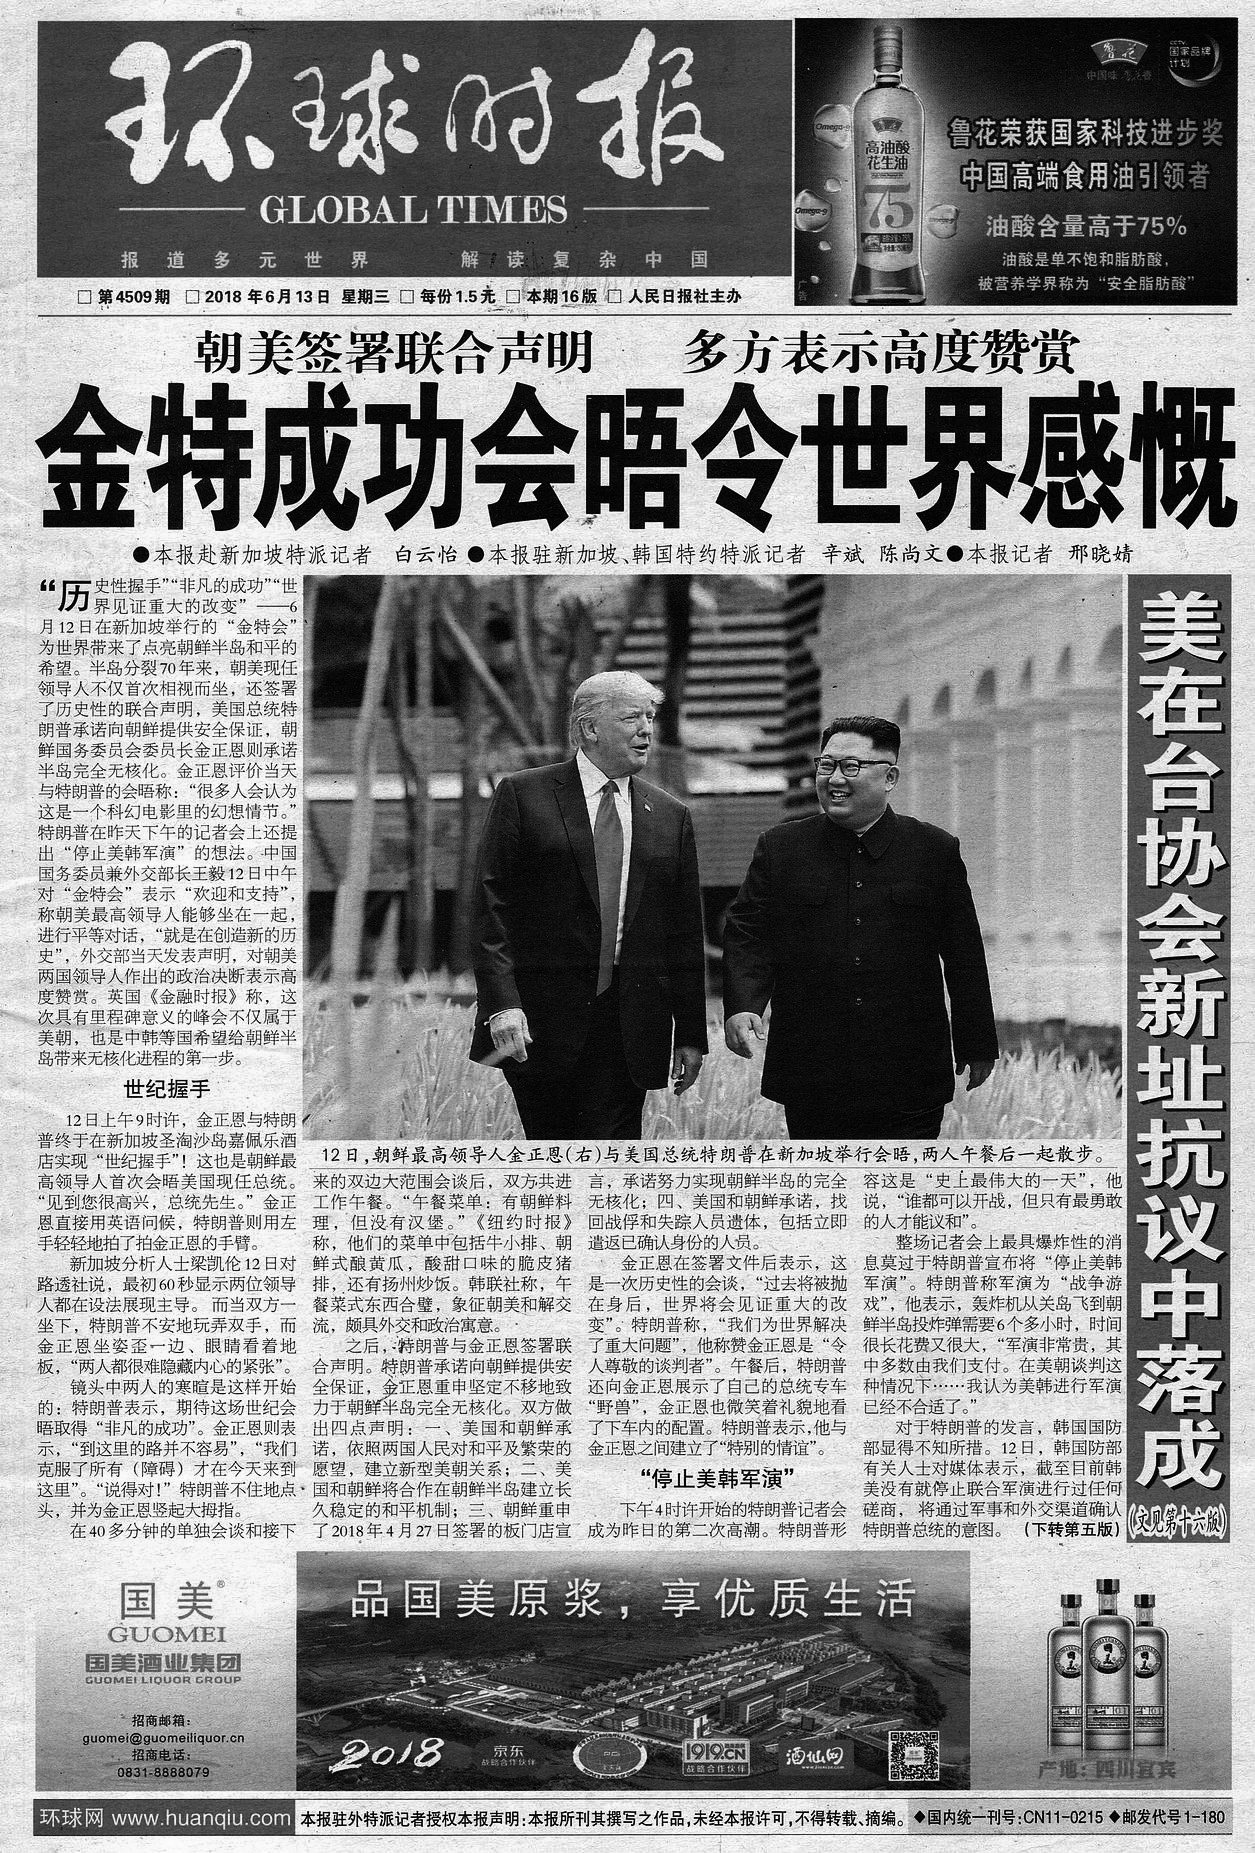 环球时报
GLOBAL TIMES
报道多元世界 解读复杂中国
鲁花
中国味 鲁花香
CCTV
国家品牌
计划
Omega-9
Omega-9
Omega-9
鲁花
高油酸
花生油
75
鲁花荣获国家科技进步奖
中国高端食用油引领者
油酸含量高于75%
油酸是单不饱和脂肪酸，
被营养学界称为“安全脂肪酸”
广告
□ 第4509期 □ 2018 年6月13日 星期三 □ 每份1.5元 □ 本期16版 □ 人民日报社主办
朝美签署联合声明 多方表示高度赞赏
金特成功会晤令世界感慨
●本报赴新加坡特派记者 白云怡 ●本报驻新加坡、韩国特约特派记者 辛斌 陈尚文●本报记者 邢晓婧
“历史性握手”“非凡的成功”“世
界见证重大的改变” ——6
月12日在新加坡举行的“金特会”
为世界带来了点亮朝鲜半岛和平的
希望。半岛分裂70年来，朝美现任
领导人不仅首次相视而坐，还签署
了历史性的联合声明，美国总统特
朗普承诺向朝鲜提供安全保证，朝
鲜国务委员会委员长金正恩则承诺
半岛完全无核化。金正恩评价当天
与特朗普的会晤称：“很多人会认为
这是一个科幻电影里的幻想情节。”
特朗普在昨天下午的记者会上还提
出“停止美韩军演”的想法。中国
国务委员兼外交部长王毅12日中午
对“金特会”表示“欢迎和支持”，
称朝美最高领导人能够坐在一起，
进行平等对话，“就是在创造新的历
史”，外交部当天发表声明，对朝美
两国领导人作出的政治决断表示高
度赞赏。英国《金融时报》称，这
次具有里程碑意义的峰会不仅属于
美朝，也是中韩等国希望给朝鲜半
岛带来无核化进程的第一步。
世纪握手
12日上午9时许，金正恩与特朗
普终于在新加坡圣淘沙岛嘉佩乐酒
店实现“世纪握手”！这也是朝鲜最
高领导人首次会晤美国现任总统。
“见到您很高兴，总统先生。”金正
恩直接用英语问候，特朗普则用左
手轻轻地拍了拍金正恩的手臂。
新加坡分析人士梁凯伦12日对
路透社说，最初60秒显示两位领导
人都在设法展现主导。而当双方一
坐下，特朗普不安地玩弄双手，而
金正恩坐姿歪一边、眼睛看着地
板，“两人都很难隐藏内心的紧张”。
镜头中两人的寒暄是这样开始
的：特朗普表示，期待这场世纪会
晤取得“非凡的成功”。金正恩则表
示，“到这里的路并不容易”，“我们
克服了所有（障碍）才在今天来到
这里”。“说得对！”特朗普不住地点
头，并为金正恩竖起大拇指。
在40多分钟的单独会谈和接下
12日，朝鲜最高领导人金正恩（右）与美国总统特朗普在新加坡举行会晤，两人午餐后一起散步。
来的双边大范围会谈后，双方共进
工作午餐。“午餐菜单：有朝鲜料
理，但没有汉堡。”《纽约时报》
称，他们的菜单中包括牛小排、朝
鲜式酿黄瓜，酸甜口味的脆皮猪
排，还有扬州炒饭。韩联社称，午
餐菜式东西合璧，象征朝美和解交
流，颇具外交和政治寓意。
之后，特朗普与金正恩签署联
合声明。特朗普承诺向朝鲜提供安
全保证，金正恩重申坚定不移地致
力于朝鲜半岛完全无核化。双方做
出四点声明：一、美国和朝鲜承
诺，依照两国人民对和平及繁荣的
愿望，建立新型美朝关系；二、美
国和朝鲜将合作在朝鲜半岛建立长
久稳定的和平机制；三、朝鲜重申
了2018年4月27日签署的板门店宣
言，承诺努力实现朝鲜半岛的完全
无核化；四、美国和朝鲜承诺，找
回战俘和失踪人员遗体，包括立即
遣返已确认身份的人员。
金正恩在签署文件后表示，这
是一次历史性的会谈，“过去将被抛
在身后，世界将会见证重大的改
变”。特朗普称，“我们为世界解决
了重大问题”，他称赞金正恩是“令
人尊敬的谈判者”。午餐后，特朗普
还向金正恩展示了自己的总统专车
“野兽”，金正恩也微笑着礼貌地看
了下车内的配置。特朗普表示，他与
金正恩之间建立了“特别的情谊”。
“停止美韩军演”
下午4时许开始的特朗普记者会
成为昨日的第二次高潮。特朗普形
容这是“史上最伟大的一天”，他
说，“谁都可以开战，但只有最勇敢
的人才能议和”。
整场记者会上最具爆炸性的消
息莫过于特朗普宣布将“停止美韩
军演”。特朗普称军演为“战争游
戏”，他表示，轰炸机从关岛飞到朝
鲜半岛投炸弹需要6个多小时，时间
很长花费又很大，“军演非常贵，其
中多数由我们支付。在美朝谈判这
种情况下……我认为美韩进行军演
已经不合适了。”
对于特朗普的发言，韩国国防
部显得不知所措。12日，韩国防部
有关人士对媒体表示，截至目前韩
美没有就停止联合军演进行过任何
磋商，将通过军事和外交渠道确认
特朗普总统的意图。（下转第五版）
美在台协会新址抗议中落成
（文见第十六版）
国美®
GUOMEI
国美酒业集团
GUOMEI LIQUOR GROUP
招商邮箱：
guomei@guomeiliquor.cn
招商电话：
0831-8888079
品国美原浆，享优质生活
2018
京东
战略合作伙伴
1919.CN
战略合作伙伴
酒仙网
www.jiuxian.com
产地：四川宜宾
广告
环球网 www.huanqiu.com
本报驻外特派记者授权本报声明：本报所刊其撰写之作品，未经本报许可，不得转载、摘编。
◆国内统一刊号：CN11-0215 ◆邮发代号1-180